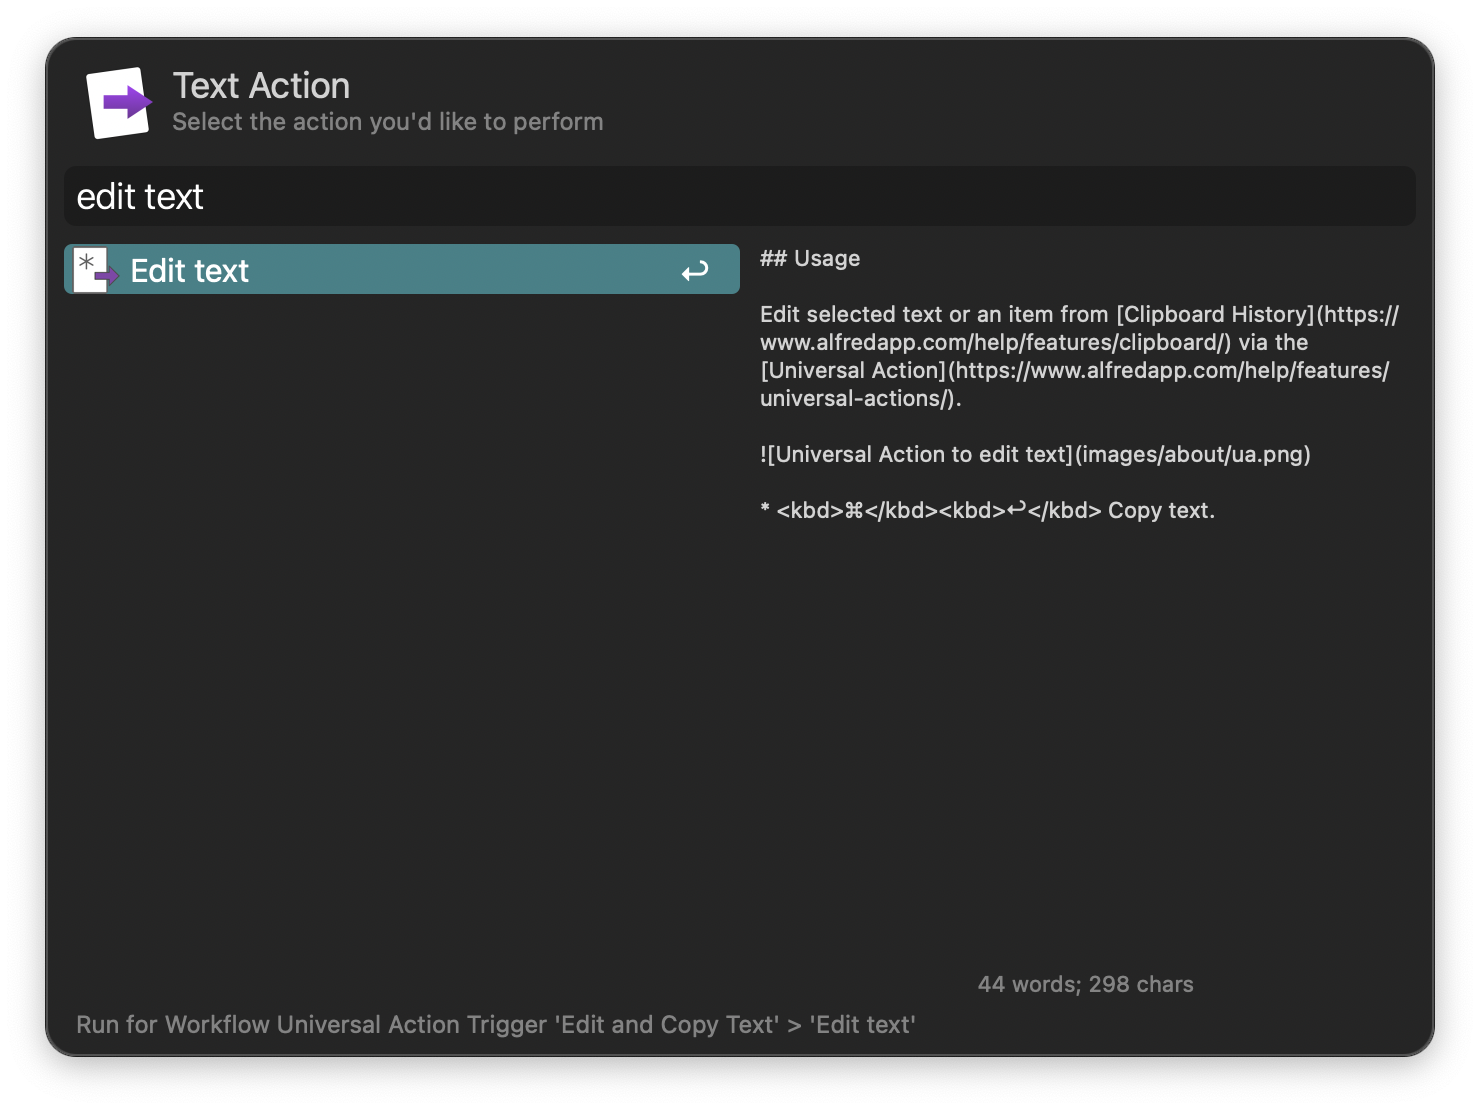 Text Action
Select the action you'd like to perform
edit text
Edit text
## Usage
Edit selected text or an item from [Clipboard History](https://
www.alfredapp.com/help/features/clipboard/) via the
[Universal Action](https://www.alfredapp.com/help/features/
universal-actions/).
![Universal Action to edit text](images/about/ua.png)
* <kbd>⌘</kbd><kbd>↩</kbd> Copy text.
44 words; 298 chars
Run for Workflow Universal Action Trigger 'Edit and Copy Text' > 'Edit text'